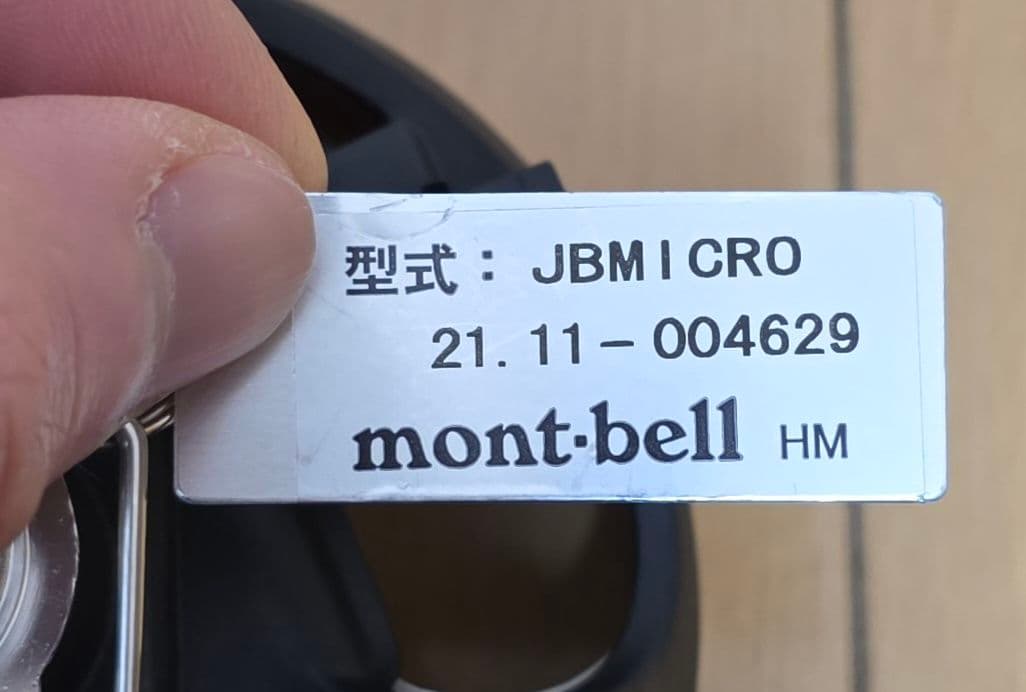 型式：JBMICRO
21.11-004629
mont·bell HM